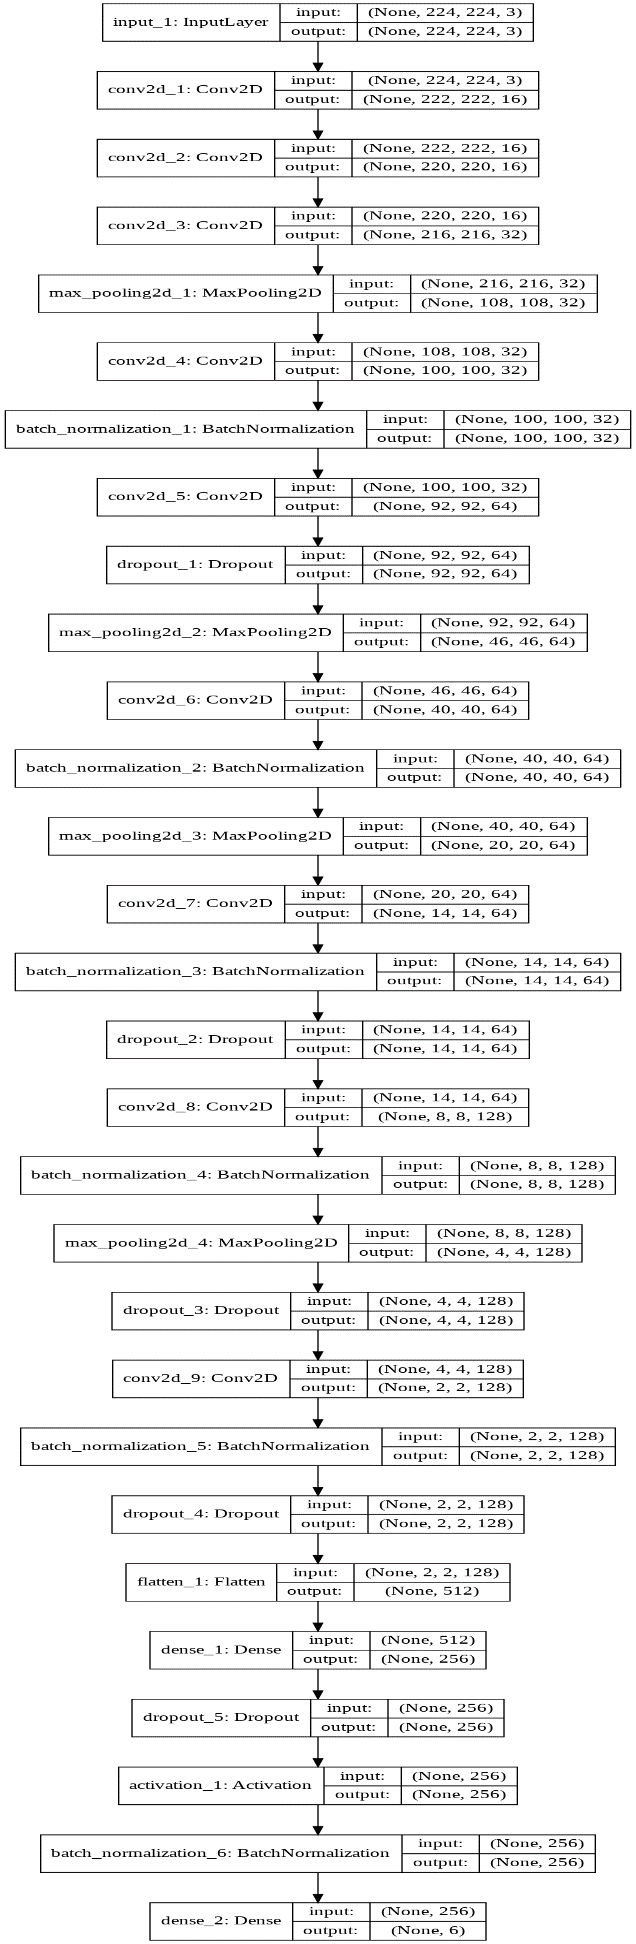 input_1: InputLayer input: (None, 224, 224, 3)
output: (None, 224, 224, 3)
conv2d_1: Conv2D input: (None, 224, 224, 3)
output: (None, 222, 222, 16)
conv2d_2: Conv2D input: (None, 222, 222, 16)
output: (None, 220, 220, 16)
conv2d_3: Conv2D input: (None, 220, 220, 16)
output: (None, 216, 216, 32)
max_pooling2d_1: MaxPooling2D input: (None, 216, 216, 32)
output: (None, 108, 108, 32)
conv2d_4: Conv2D input: (None, 108, 108, 32)
output: (None, 100, 100, 32)
batch_normalization_1: BatchNormalization input: (None, 100, 100, 32)
output: (None, 100, 100, 32)
conv2d_5: Conv2D input: (None, 100, 100, 32)
output: (None, 92, 92, 64)
dropout_1: Dropout input: (None, 92, 92, 64)
output: (None, 92, 92, 64)
max_pooling2d_2: MaxPooling2D input: (None, 92, 92, 64)
output: (None, 46, 46, 64)
conv2d_6: Conv2D input: (None, 46, 46, 64)
output: (None, 40, 40, 64)
batch_normalization_2: BatchNormalization input: (None, 40, 40, 64)
output: (None, 40, 40, 64)
max_pooling2d_3: MaxPooling2D input: (None, 40, 40, 64)
output: (None, 20, 20, 64)
conv2d_7: Conv2D input: (None, 20, 20, 64)
output: (None, 14, 14, 64)
batch_normalization_3: BatchNormalization input: (None, 14, 14, 64)
output: (None, 14, 14, 64)
dropout_2: Dropout input: (None, 14, 14, 64)
output: (None, 14, 14, 64)
conv2d_8: Conv2D input: (None, 14, 14, 64)
output: (None, 8, 8, 128)
batch_normalization_4: BatchNormalization input: (None, 8, 8, 128)
output: (None, 8, 8, 128)
max_pooling2d_4: MaxPooling2D input: (None, 8, 8, 128)
output: (None, 4, 4, 128)
dropout_3: Dropout input: (None, 4, 4, 128)
output: (None, 4, 4, 128)
conv2d_9: Conv2D input: (None, 4, 4, 128)
output: (None, 2, 2, 128)
batch_normalization_5: BatchNormalization input: (None, 2, 2, 128)
output: (None, 2, 2, 128)
dropout_4: Dropout input: (None, 2, 2, 128)
output: (None, 2, 2, 128)
flatten_1: Flatten input: (None, 2, 2, 128)
output: (None, 512)
dense_1: Dense input: (None, 512)
output: (None, 256)
dropout_5: Dropout input: (None, 256)
output: (None, 256)
activation_1: Activation input: (None, 256)
output: (None, 256)
batch_normalization_6: BatchNormalization input: (None, 256)
output: (None, 256)
dense_2: Dense input: (None, 256)
output: (None, 6)